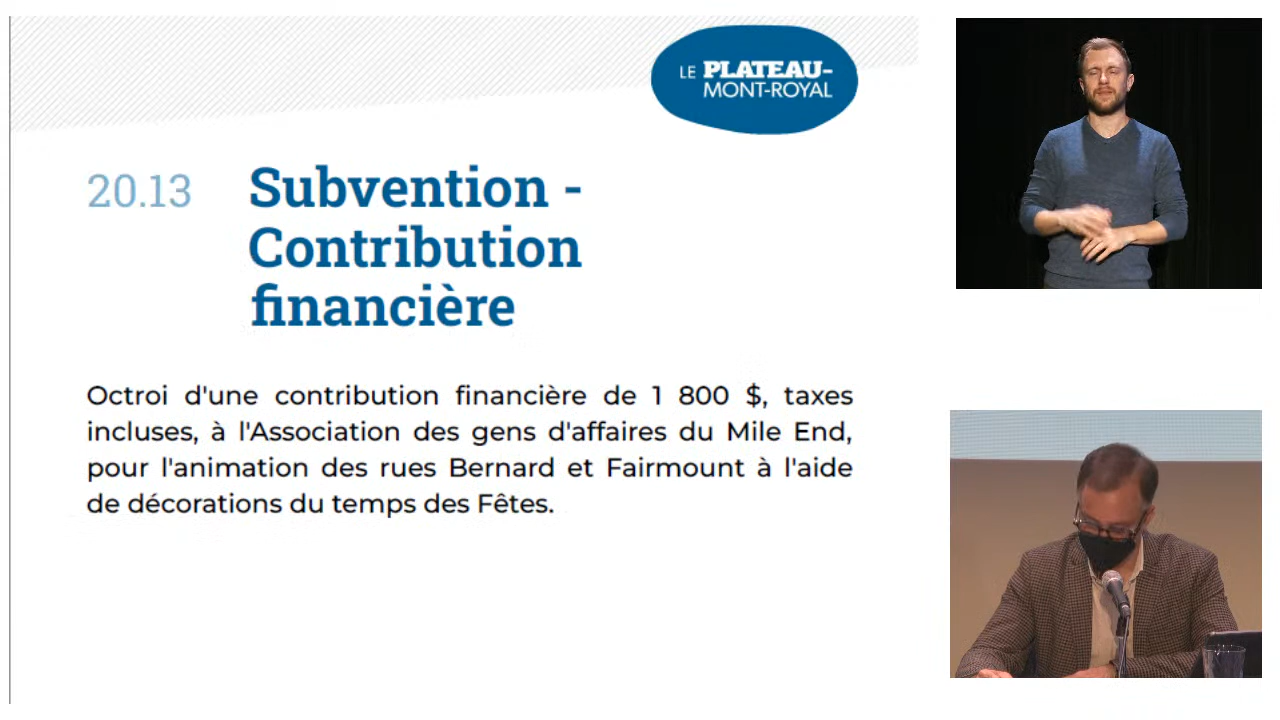 LE PLATEAU-
MONT-ROYAL
20.13 Subvention -
Contribution
financière
Octroi d'une contribution financière de 1 800 $, taxes
incluses, à l'Association des gens d'affaires du Mile End,
pour l'animation des rues Bernard et Fairmount à l'aide
de décorations du temps des Fêtes.